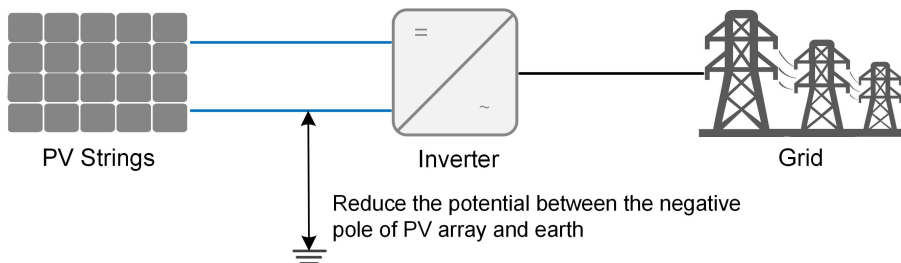 =
~
PV Strings
Inverter
Grid
Reduce the potential between the negative
pole of PV array and earth